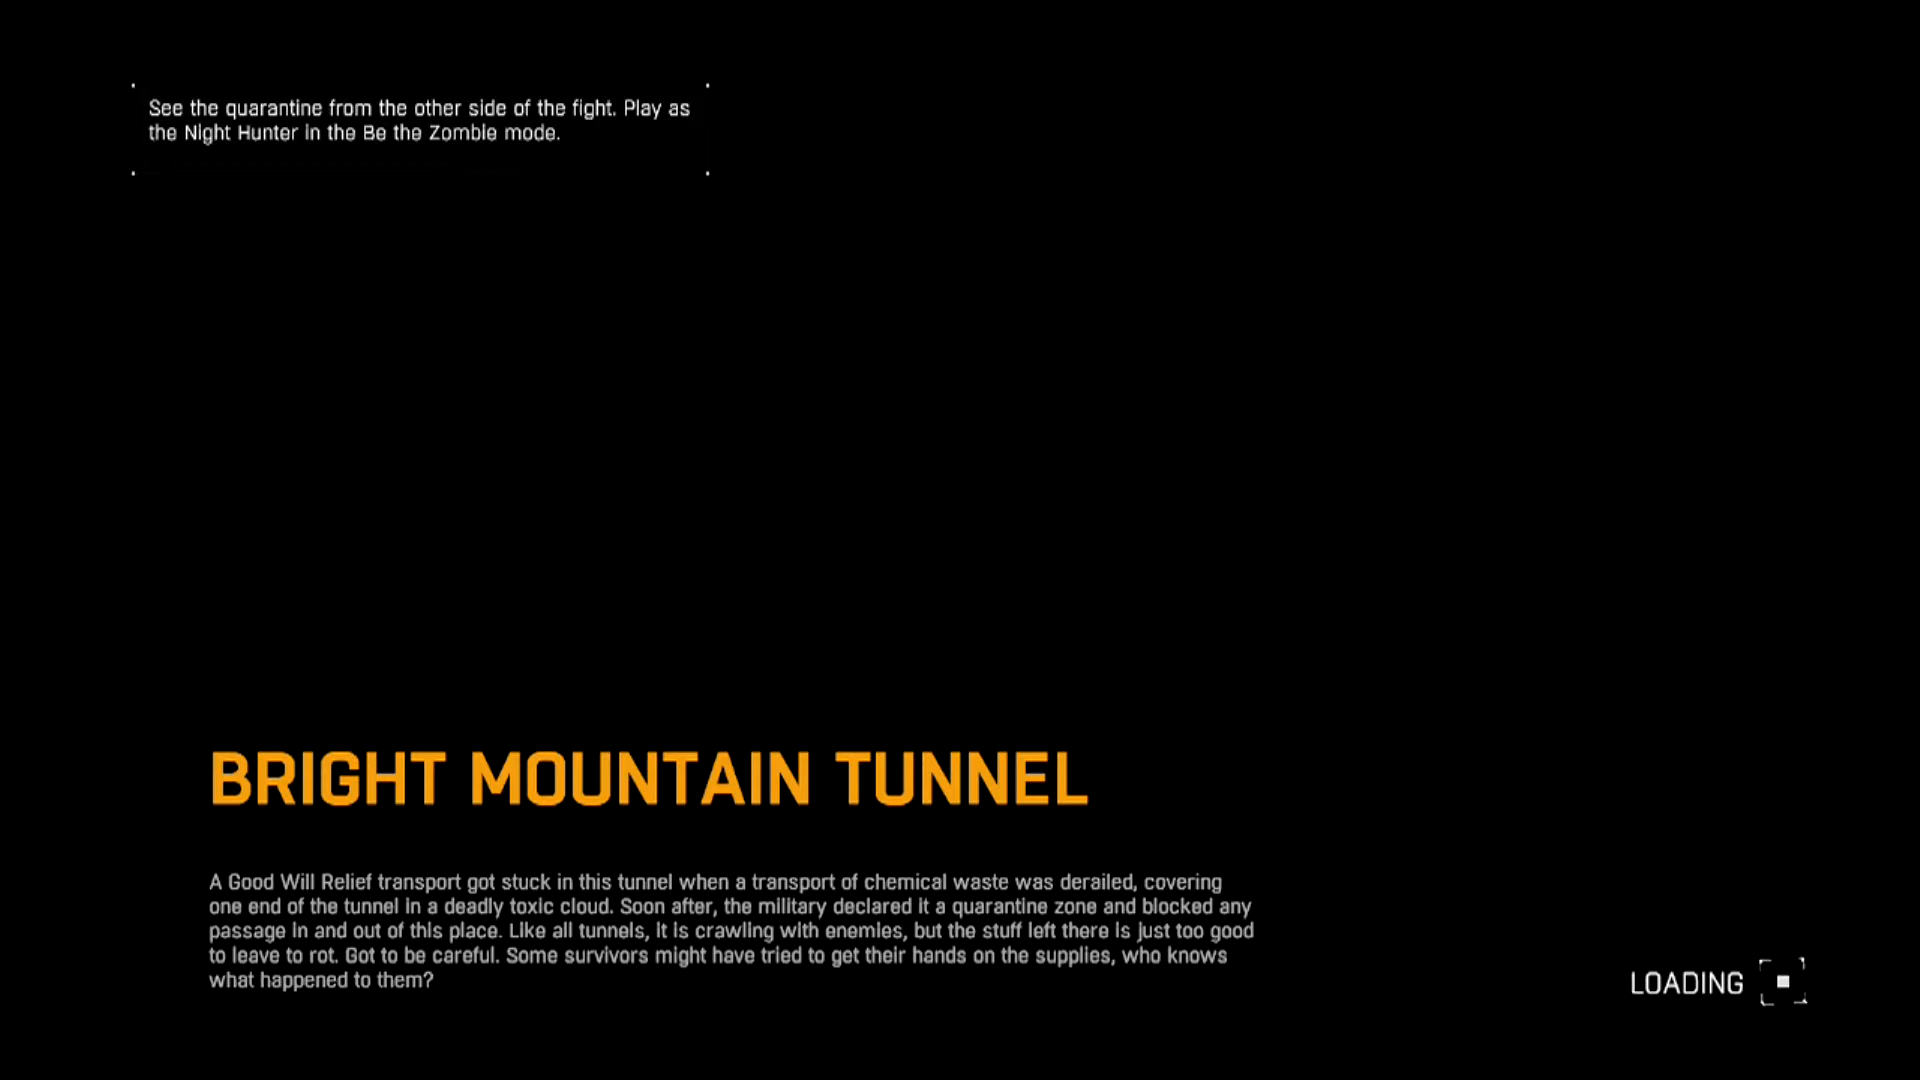 See the quarantine from the other side of the fight. Play as
the Night Hunter in the Be the Zombie mode.
BRIGHT MOUNTAIN TUNNEL
A Good Will Relief transport got stuck in this tunnel when a transport of chemical waste was derailed, covering
one end of the tunnel in a deadly toxic cloud. Soon after, the military declared it a quarantine zone and blocked any
passage in and out of this place. Like all tunnels, it is crawling with enemies, but the stuff left there is just too good
to leave to rot. Got to be careful. Some survivors might have tried to get their hands on the supplies, who knows
what happened to them?
LOADING